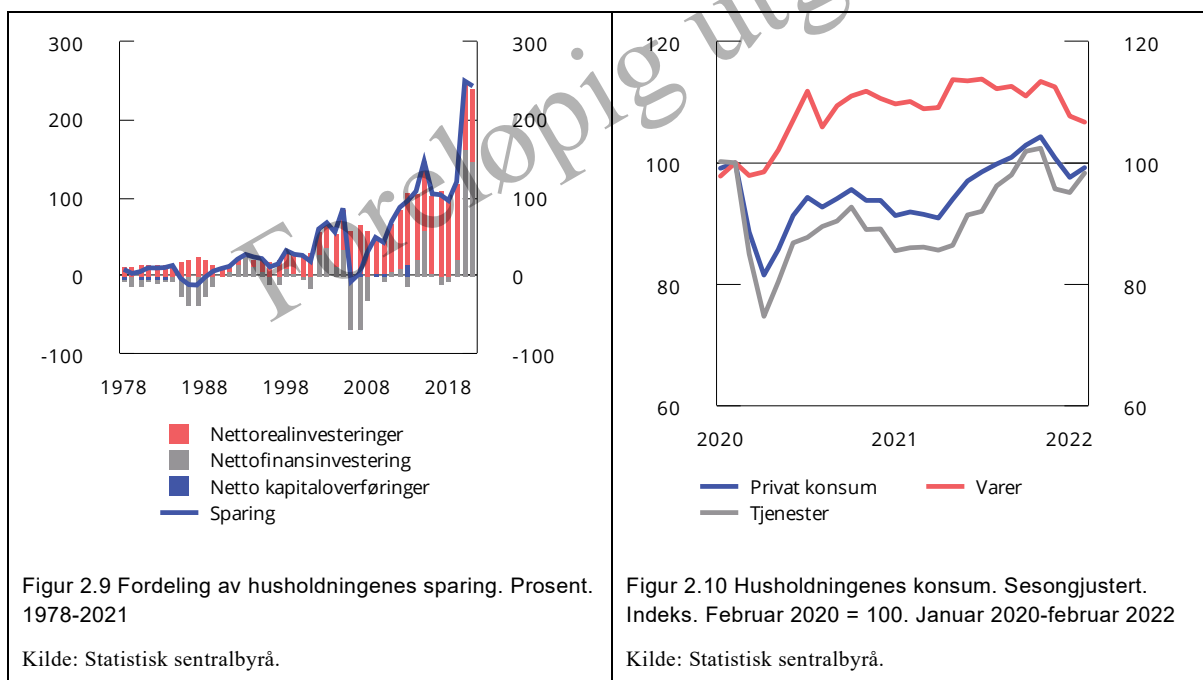 Foreløpig utg
300
200
100
0
-100
300
200
100
0
-100
1978 1988 1998 2008 2018
Nettorealinvesteringer
Nettofinansinvestering
Netto kapitaloverføringer
Sparing
Figur 2.9 Fordeling av husholdningenes sparing. Prosent.
1978-2021
Kilde: Statistisk sentralbyrå.
120
100
80
60
120
100
80
60
2020 2021 2022
Privat konsum Varer
Tjenester
Figur 2.10 Husholdningenes konsum. Sesongjustert.
Indeks. Februar 2020 = 100. Januar 2020-februar 2022
Kilde: Statistisk sentralbyrå.